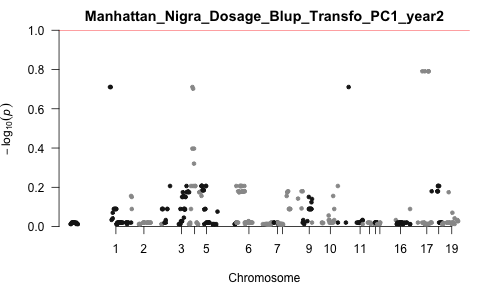 Manhattan_Nigra_Dosage_Blup_Transfo_PC1_year2
1.0
0.8
0.6
0.4
0.2
0.0
− log10(p)
1 2 3 5 6 7 9 10 11 16 17 19
Chromosome